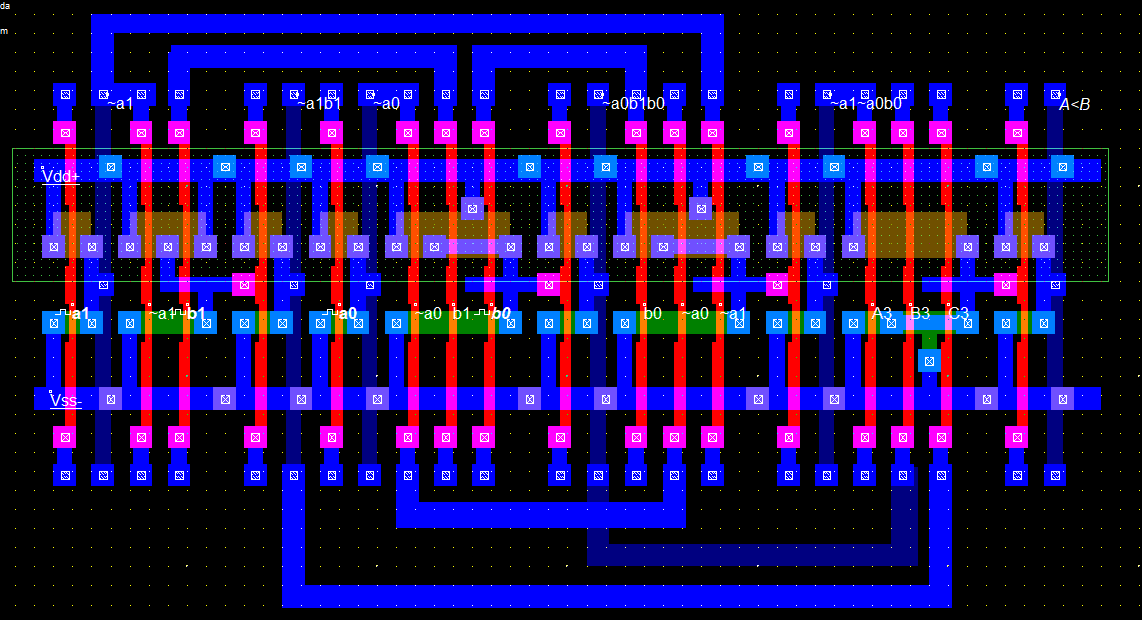 da
m
~a1 ~a1b1 ~a0 ~a0b1b0 ~a1~a0b0 A<B
Vdd+
a1 ~a1 b1 a0 ~a0 b1 b0 b0 ~a0 ~a1 A3 B3 C3
Vss-